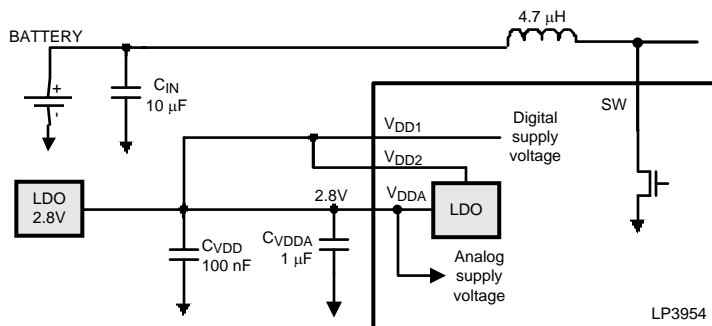 4.7 μH
BATTERY
+
-
CIN
10 μF
SW
VDD1
Digital
supply
voltage
VDD2
LDO
2.8V
2.8V
VDDA
LDO
CVDD
100 nF
CVDDA
1 μF
Analog
supply
voltage
LP3954